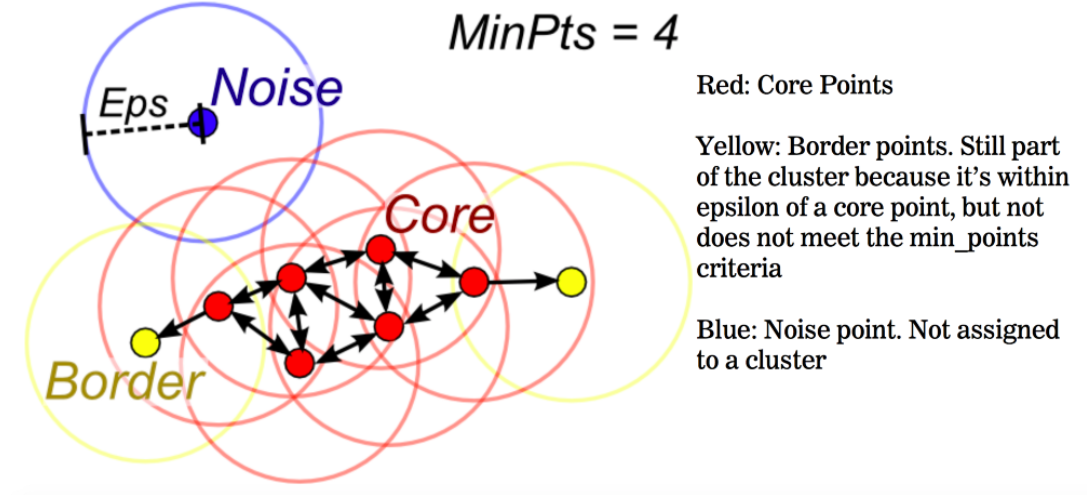 MinPts = 4
Noise
Eps
Core
Border
Red: Core Points
Yellow: Border points. Still part
of the cluster because it’s within
epsilon of a core point, but not
does not meet the min_points
criteria
Blue: Noise point. Not assigned
to a cluster